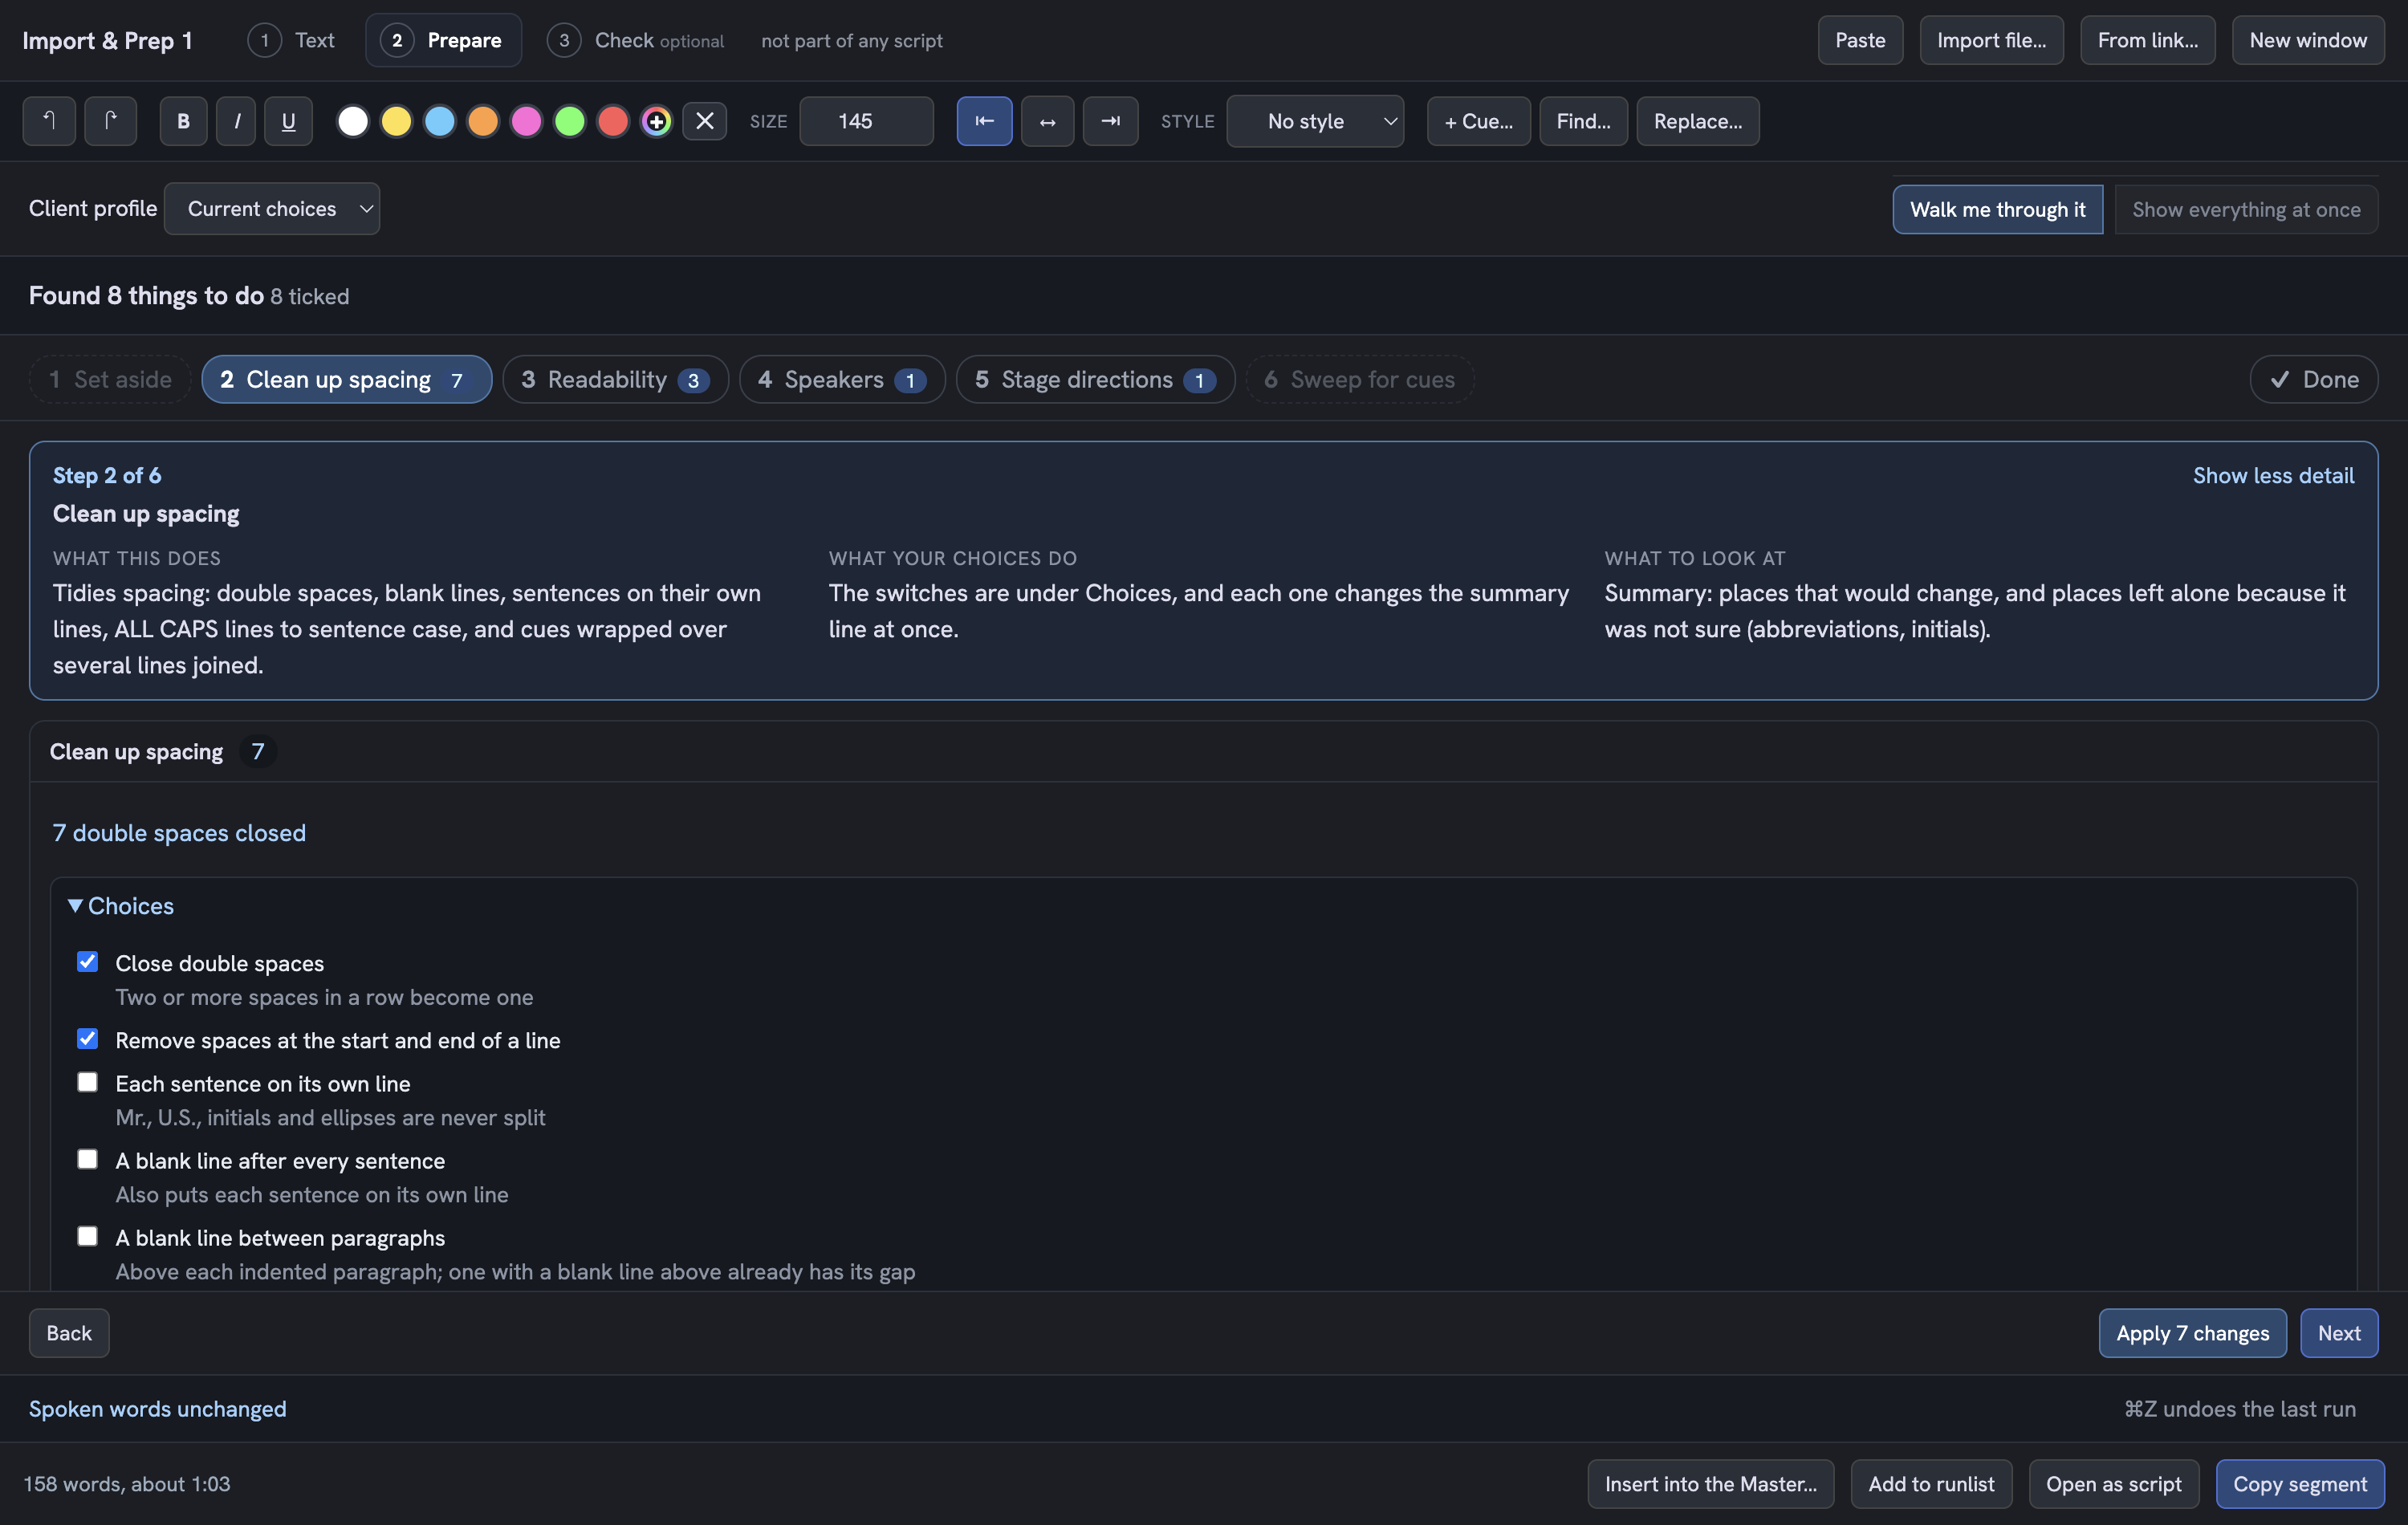 Import & Prep 1
1 Text
2 Prepare
3 Check optional
not part of any script
Paste
Import file...
From link...
New window
B
I
U
SIZE 145
STYLE No style
+ Cue...
Find...
Replace...
Client profile Current choices
Walk me through it
Show everything at once
Found 8 things to do 8 ticked
1 Set aside
2 Clean up spacing 7
3 Readability 3
4 Speakers 1
5 Stage directions 1
6 Sweep for cues
✓ Done
Step 2 of 6
Show less detail
Clean up spacing
WHAT THIS DOES
Tidies spacing: double spaces, blank lines, sentences on their own
lines, ALL CAPS lines to sentence case, and cues wrapped over
several lines joined.
WHAT YOUR CHOICES DO
The switches are under Choices, and each one changes the summary
line at once.
WHAT TO LOOK AT
Summary: places that would change, and places left alone because it
was not sure (abbreviations, initials).
Clean up spacing 7
7 double spaces closed
▼ Choices
Close double spaces
Two or more spaces in a row become one
Remove spaces at the start and end of a line
Each sentence on its own line
Mr., U.S., initials and ellipses are never split
A blank line after every sentence
Also puts each sentence on its own line
A blank line between paragraphs
Above each indented paragraph; one with a blank line above already has its gap
Back
Apply 7 changes
Next
Spoken words unchanged
⌘Z undoes the last run
158 words, about 1:03
Insert into the Master...
Add to runlist
Open as script
Copy segment